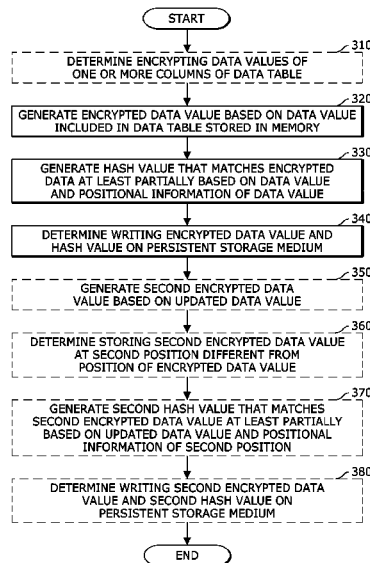 START
310
DETERMINE ENCRYPTING DATA VALUES OF
ONE OR MORE COLUMNS OF DATA TABLE
320
GENERATE ENCRYPTED DATA VALUE BASED ON DATA VALUE
INCLUDED IN DATA TABLE STORED IN MEMORY
330
GENERATE HASH VALUE THAT MATCHES ENCRYPTED
DATA AT LEAST PARTIALLY BASED ON DATA VALUE
AND POSITIONAL INFORMATION OF DATA VALUE
340
DETERMINE WRITING ENCRYPTED DATA VALUE AND
HASH VALUE ON PERSISTENT STORAGE MEDIUM
350
GENERATE SECOND ENCRYPTED DATA
VALUE BASED ON UPDATED DATA VALUE
360
DETERMINE STORING SECOND ENCRYPTED DATA VALUE
AT SECOND POSITION DIFFERENT FROM
POSITION OF ENCRYPTED DATA VALUE
370
GENERATE SECOND HASH VALUE THAT MATCHES
SECOND ENCRYPTED DATA VALUE AT LEAST PARTIALLY
BASED ON UPDATED DATA VALUE AND POSITIONAL
INFORMATION OF SECOND POSITION
380
DETERMINE WRITING SECOND ENCRYPTED DATA
VALUE AND SECOND HASH VALUE ON
PERSISTENT STORAGE MEDIUM
END